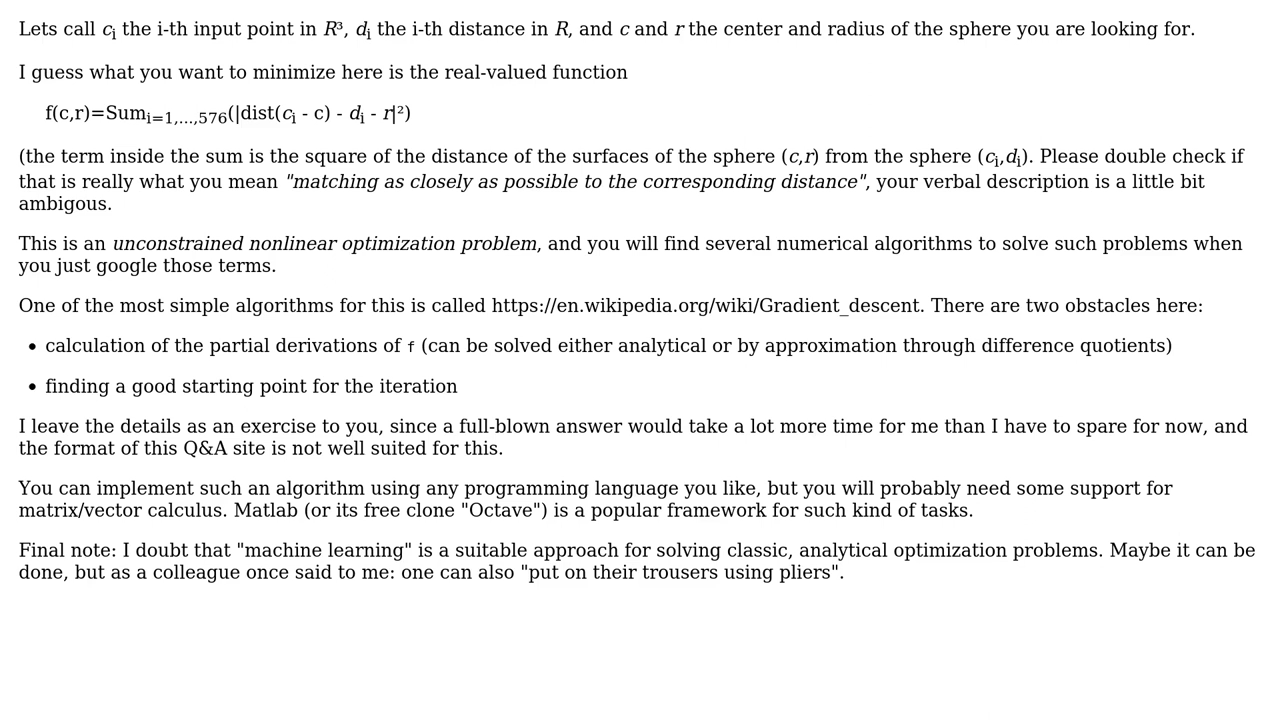 Lets call cᵢ the i-th input point in R³, dᵢ the i-th distance in R, and c and r the center and radius of the sphere you are looking for.
I guess what you want to minimize here is the real-valued function
f(c,r)=Sumi=1,...,576(|dist(cᵢ - c) - dᵢ - r|²)
(the term inside the sum is the square of the distance of the surfaces of the sphere (c,r) from the sphere (cᵢ,dᵢ). Please double check if
that is really what you mean "matching as closely as possible to the corresponding distance", your verbal description is a little bit
ambigous.
This is an unconstrained nonlinear optimization problem, and you will find several numerical algorithms to solve such problems when
you just google those terms.
One of the most simple algorithms for this is called https://en.wikipedia.org/wiki/Gradient_descent. There are two obstacles here:
• calculation of the partial derivations of f (can be solved either analytical or by approximation through difference quotients)
• finding a good starting point for the iteration
I leave the details as an exercise to you, since a full-blown answer would take a lot more time for me than I have to spare for now, and
the format of this Q&A site is not well suited for this.
You can implement such an algorithm using any programming language you like, but you will probably need some support for
matrix/vector calculus. Matlab (or its free clone "Octave") is a popular framework for such kind of tasks.
Final note: I doubt that "machine learning" is a suitable approach for solving classic, analytical optimization problems. Maybe it can be
done, but as a colleague once said to me: one can also "put on their trousers using pliers".